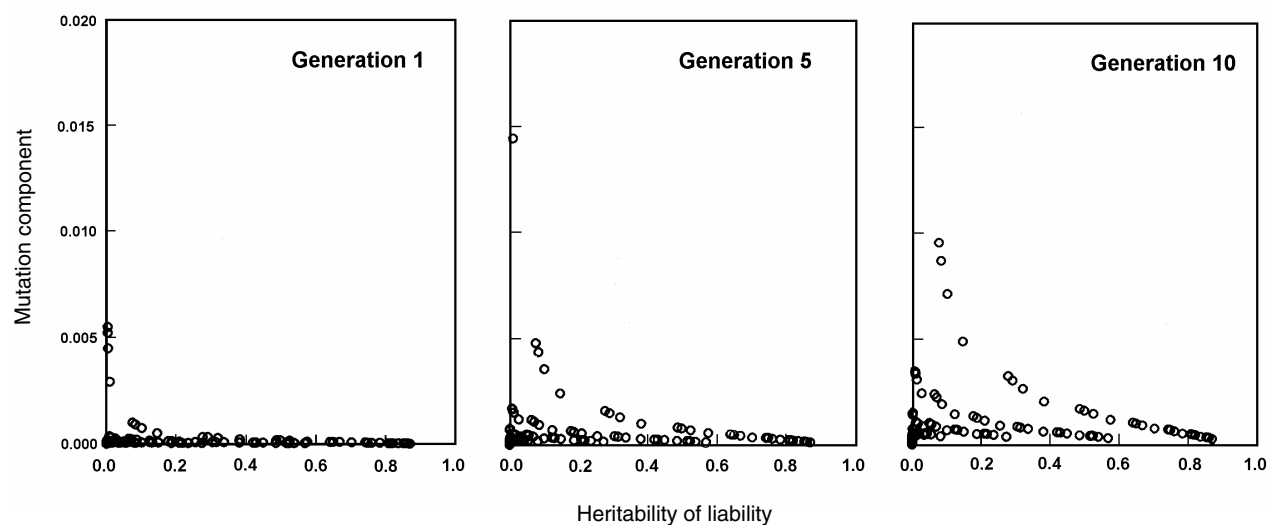 Generation 1
Generation 5
Generation 10
0.020
0.015
0.010
0.005
0.000
Mutation component
0.0 0.2 0.4 0.6 0.8 1.0
0.0 0.2 0.4 0.6 0.8 1.0
0.0 0.2 0.4 0.6 0.8 1.0
Heritability of liability